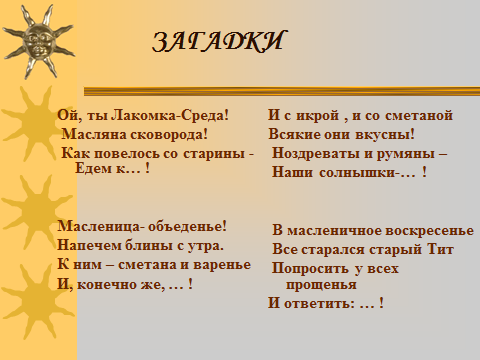 ЗАГАДКИ
Ой, ты Лакомка-Среда!
Масляна сковорода!
Как повелось со старины -
Едем к… !
Масленица- объеденье!
Напечем блины с утра.
К ним – сметана и варенье
И, конечно же, … !
И с икрой , и со сметаной
Всякие они вкусны!
Ноздреваты и румяны –
Наши солнышки-… !
В масленичное воскресенье
Все старался старый Тит
Попросить у всех
прощенья
И ответить: … !